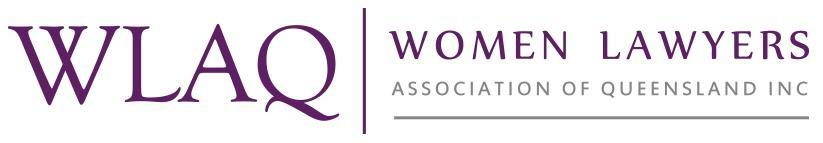 WLAQ
WOMEN LAWYERS
ASSOCIATION OF QUEENSLAND INC